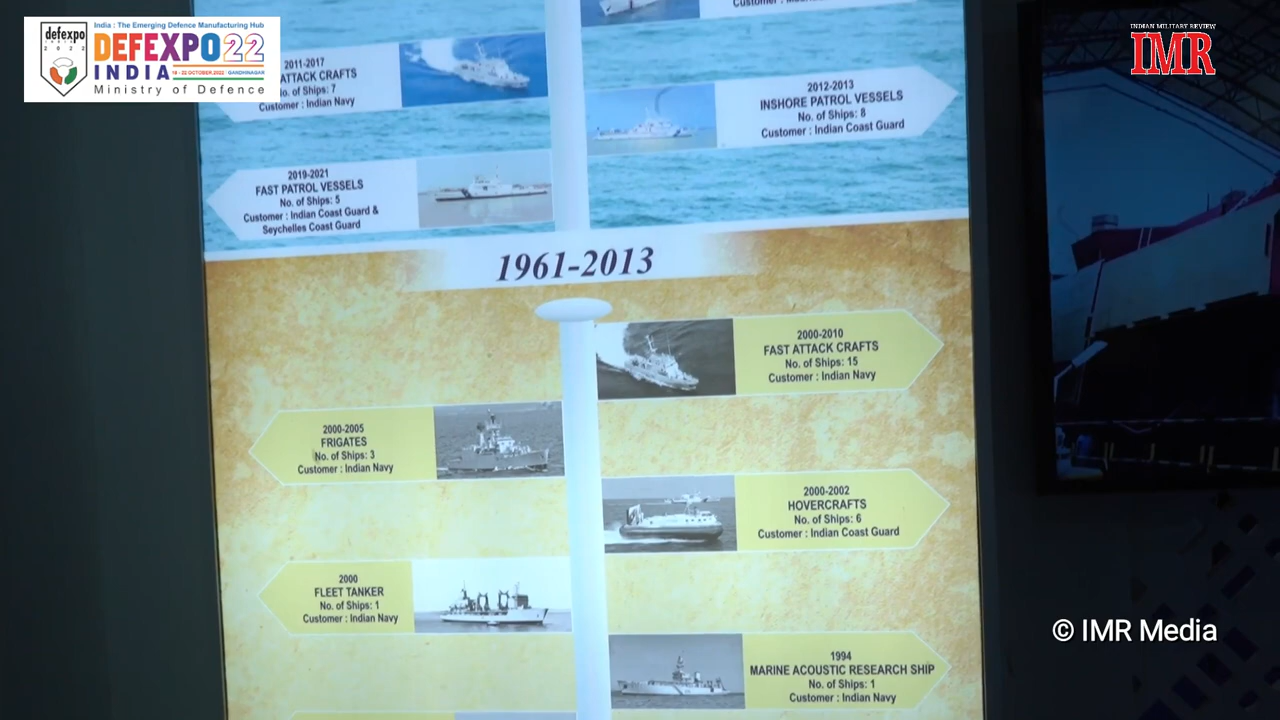 defexpo
INDIA
2 0 2 2
India : The Emerging Defence Manufacturing Hub
DEFEXPO22
INDIA
18 - 22 OCTOBER.2022 GANDHINAGAR
Ministry of Defence
INDIAN MILITARY REVIEW
IMR
2011-2017
ATTACK CRAFTS
No. of Ships: 7
Customer : Indian Navy
2012-2013
INSHORE PATROL VESSELS
No. of Ships: 8
Customer : Indian Coast Guard
2019-2021
FAST PATROL VESSELS
No. of Ships: 5
Customer : Indian Coast Guard &
Seychelles Coast Guard
1961-2013
2000-2010
FAST ATTACK CRAFTS
No. of Ships: 15
Customer : Indian Navy
2000-2005
FRIGATES
No. of Ships: 3
Customer : Indian Navy
2000-2002
HOVERCRAFTS
No. of Ships: 6
Customer : Indian Coast Guard
2000
FLEET TANKER
No. of Ships: 1
Customer : Indian Navy
1994
MARINE ACOUSTIC RESEARCH SHIP
No. of Ships: 1
Customer : Indian Navy
© IMR Media